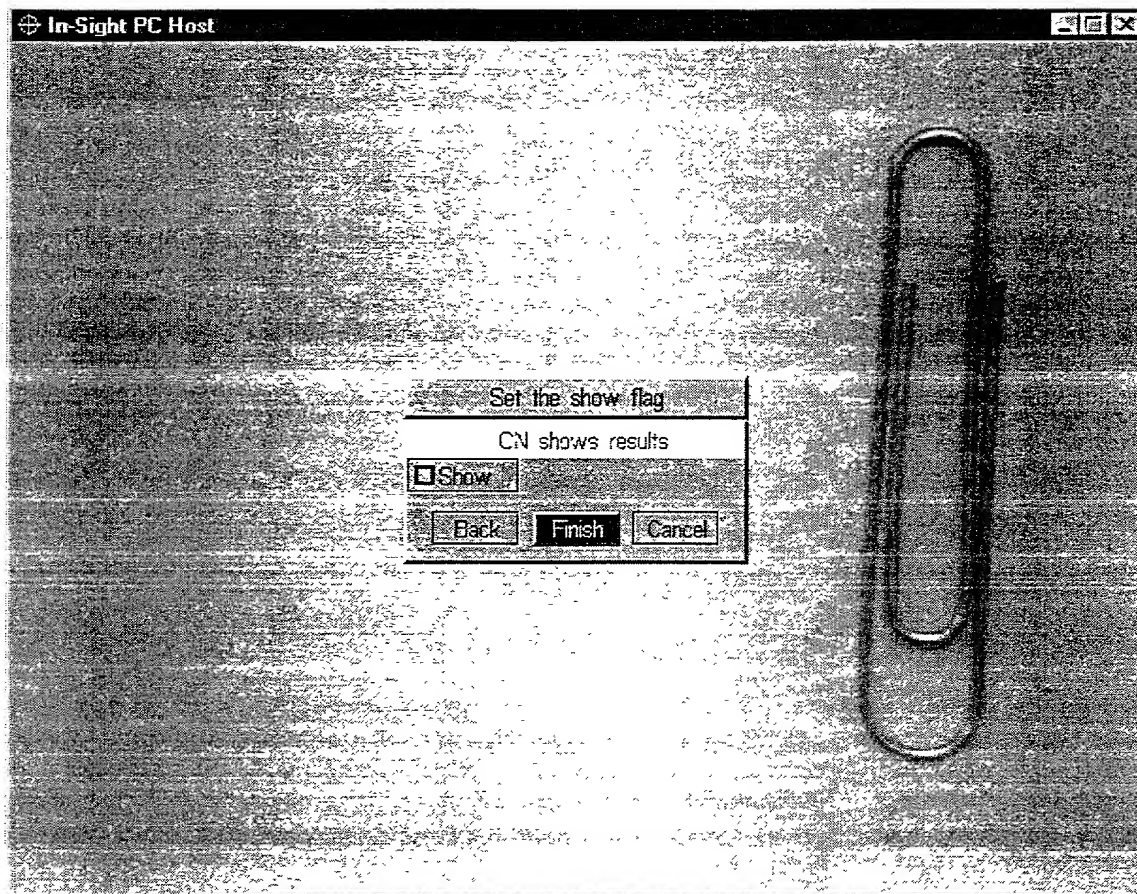 In-Sight PC Host
Set the show flag
CN shows results
Show
Back Finish Cancel